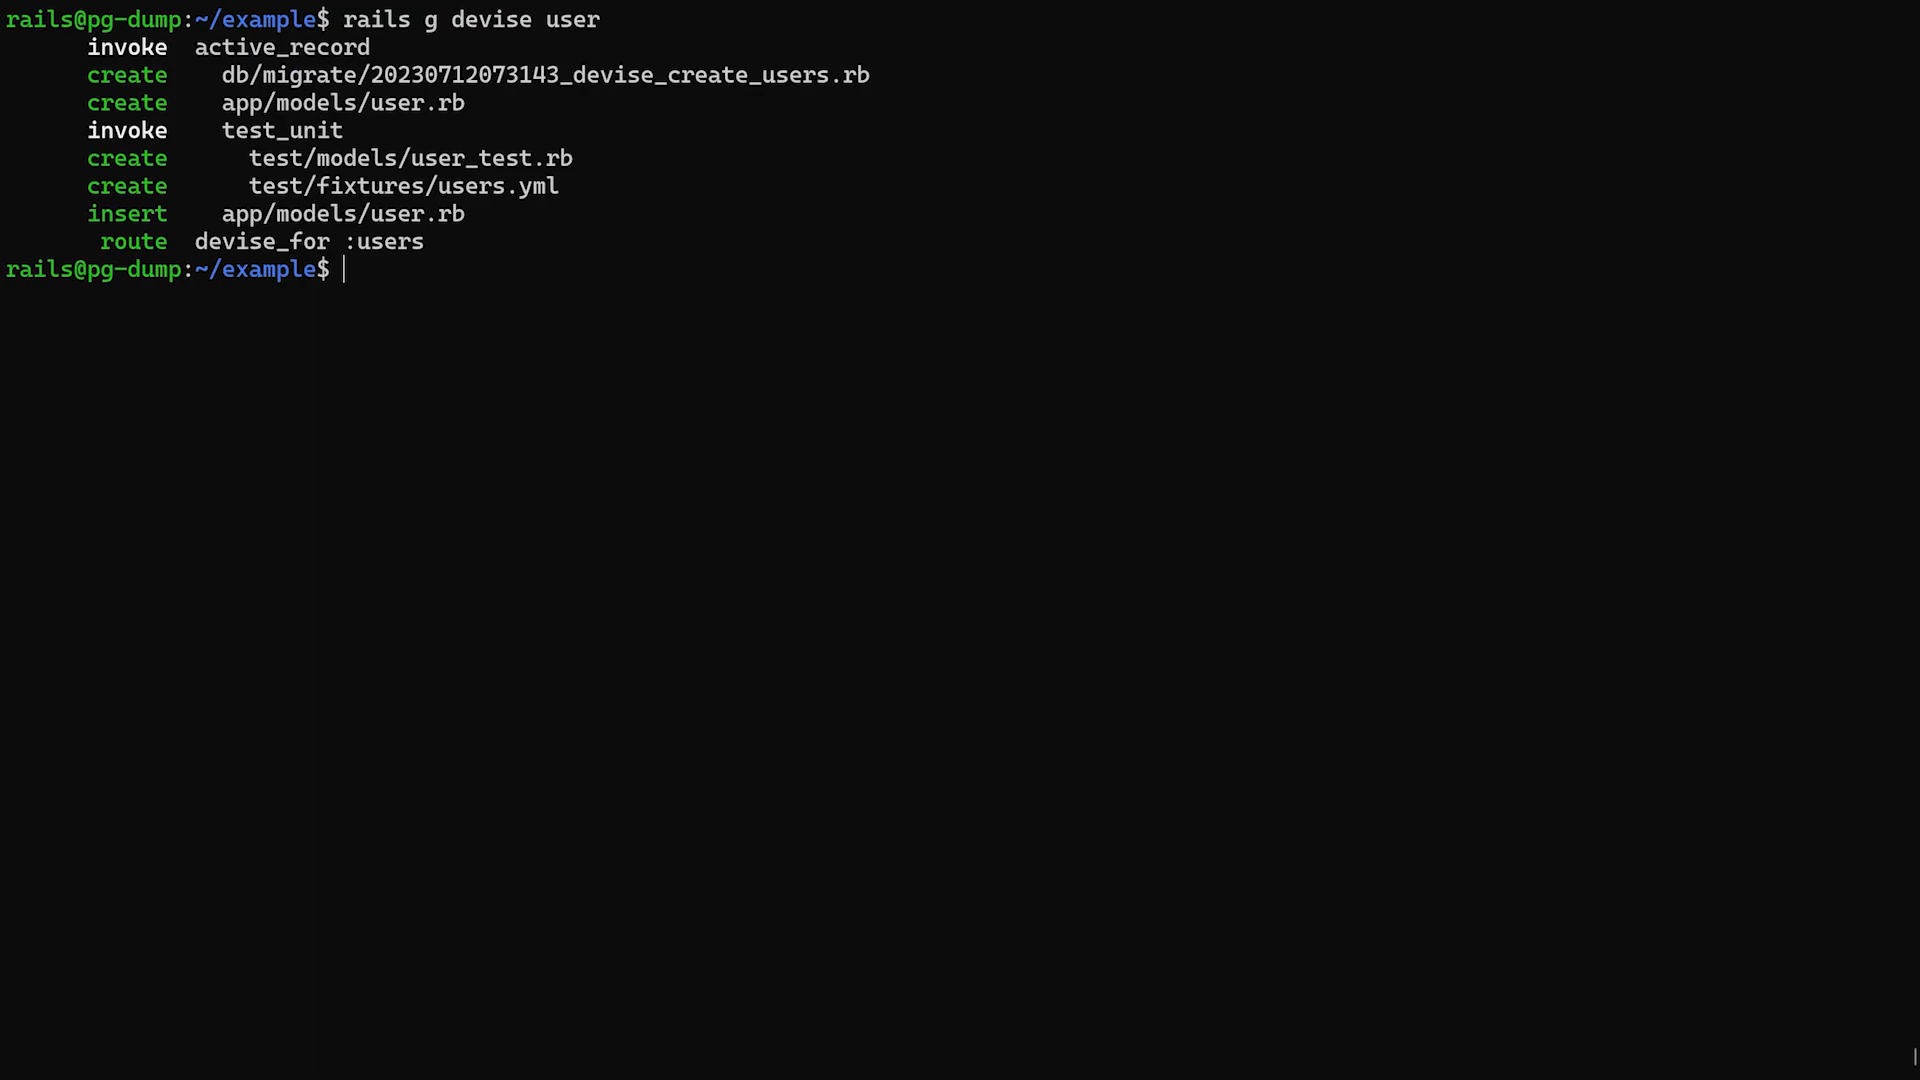 rails@pg-dump:~/example$ rails g devise user
invoke active_record
create db/migrate/20230712073143_devise_create_users.rb
create app/models/user.rb
invoke test_unit
create test/models/user_test.rb
create test/fixtures/users.yml
insert app/models/user.rb
route devise_for :users
rails@pg-dump:~/example$